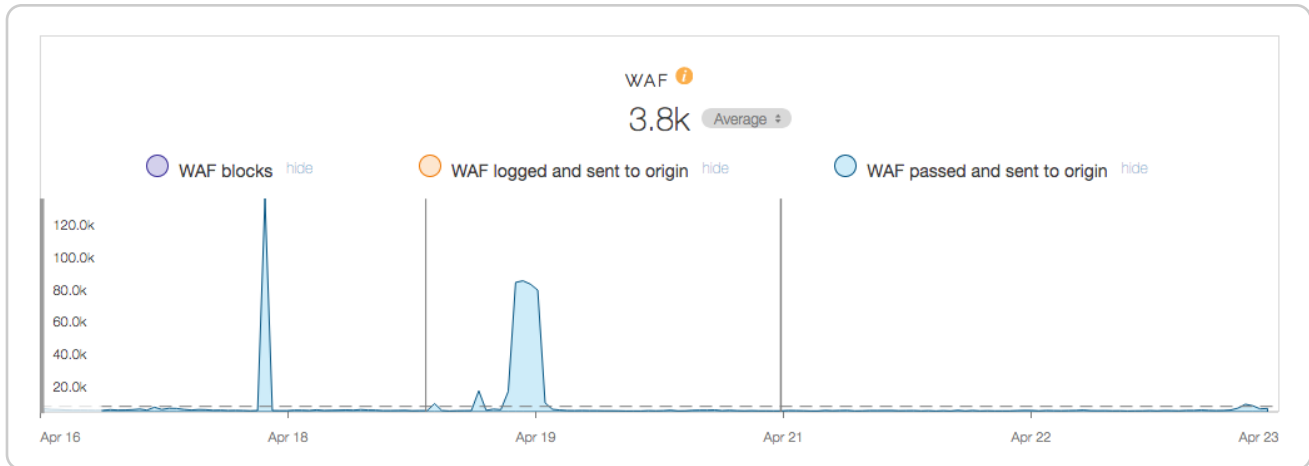 WAF i
3.8k Average
WAF blocks hide WAF logged and sent to origin hide WAF passed and sent to origin hide
120.0k
100.0k
80.0k
60.0k
40.0k
20.0k
Apr 16 Apr 18 Apr 19 Apr 21 Apr 22 Apr 23